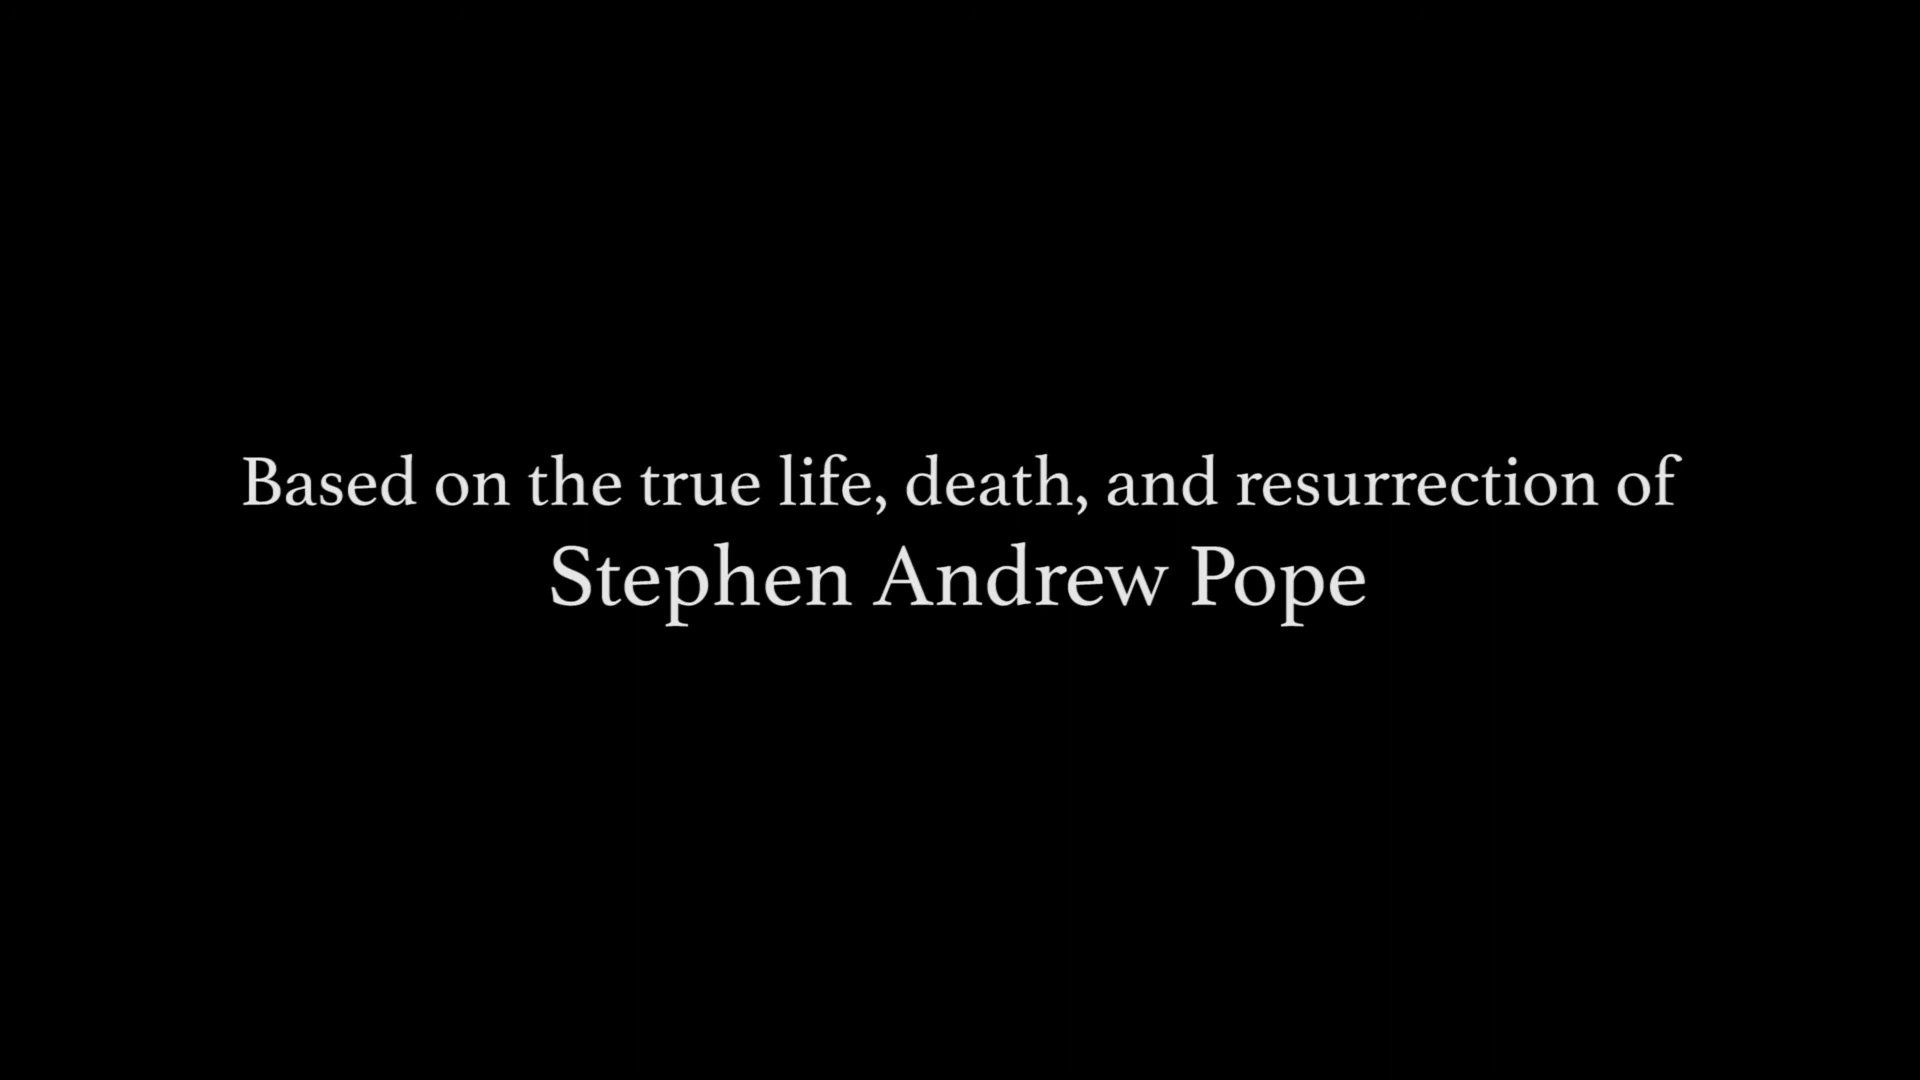 Based on the true life, death, and resurrection of
Stephen Andrew Pope